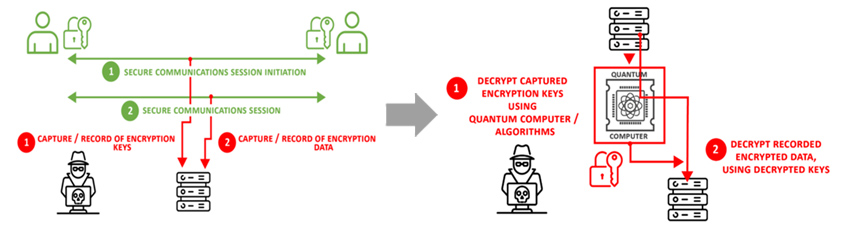 1 SECURE COMMUNICATIONS SESSION INITIATION
2 SECURE COMMUNICATIONS SESSION
1 CAPTURE / RECORD OF ENCRYPTION
KEYS
2 CAPTURE / RECORD OF ENCRYPTION
DATA
1 DECRYPT CAPTURED
ENCRYPTION KEYS
USING
QUANTUM COMPUTER /
ALGORITHMS
QUANTUM
COMPUTER
2 DECRYPT RECORDED
ENCRYPTED DATA,
USING DECRYPTED KEYS